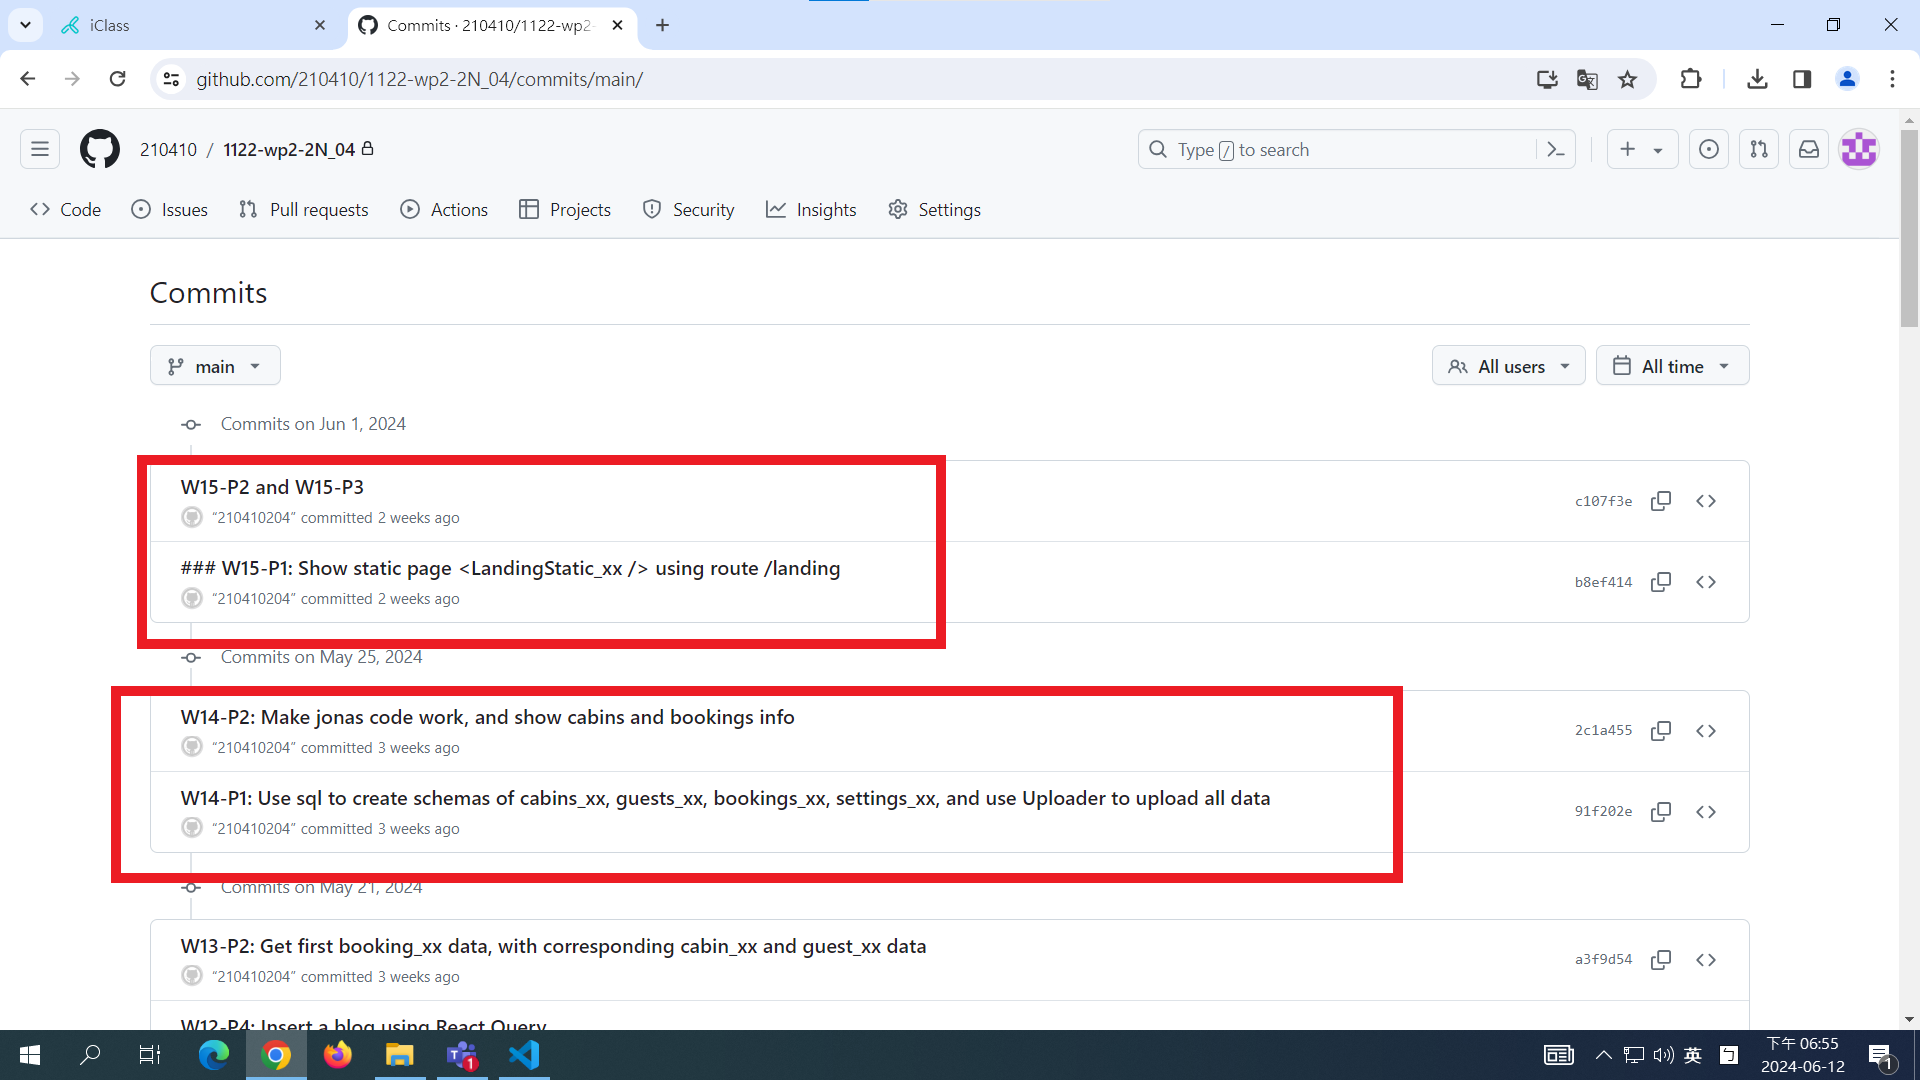 iClass
Commits · 210410/1122-wp2-
github.com/210410/1122-wp2-2N_04/commits/main/
210410 / 1122-wp2-2N_04
Type / to search
Code Issues Pull requests Actions Projects Security Insights Settings
Commits
main
All users
All time
Commits on Jun 1, 2024
W15-P2 and W15-P3
“210410204” committed 2 weeks ago
c107f3e
### W15-P1: Show static page <LandingStatic_xx /> using route /landing
“210410204” committed 2 weeks ago
b8ef414
Commits on May 25, 2024
W14-P2: Make jonas code work, and show cabins and bookings info
“210410204” committed 3 weeks ago
2c1a455
W14-P1: Use sql to create schemas of cabins_xx, guests_xx, bookings_xx, settings_xx, and use Uploader to upload all data
“210410204” committed 3 weeks ago
91f202e
Commits on May 21, 2024
W13-P2: Get first booking_xx data, with corresponding cabin_xx and guest_xx data
“210410204” committed 3 weeks ago
a3f9d54
W12-P4: Insert a blog using React Query
1
英
ㄅ
下午 06:55
2024-06-12
1